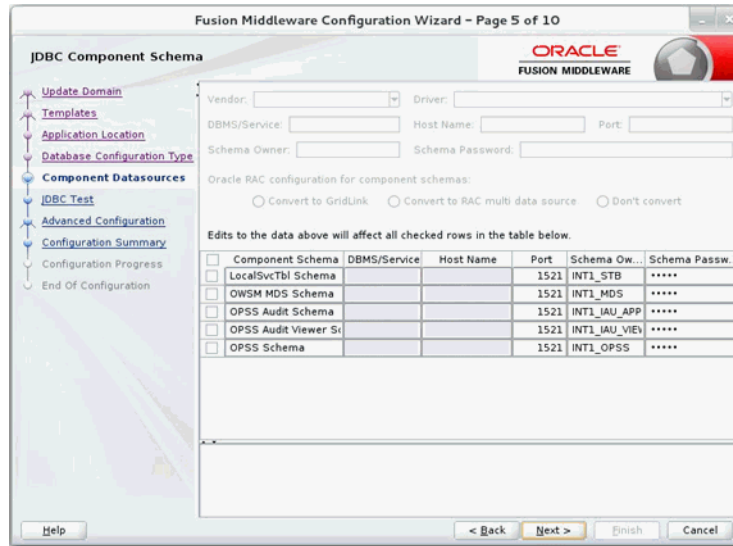 Fusion Middleware Configuration Wizard - Page 5 of 10
JDBC Component Schema
ORACLE
FUSION MIDDLEWARE
Update Domain
Templates
Application Location
Database Configuration Type
Component Datasources
JDBC Test
Advanced Configuration
Configuration Summary
Configuration Progress
End Of Configuration
Vendor: Driver:
DBMS/Service: Host Name: Port:
Schema Owner: Schema Password:
Oracle RAC configuration for component schemas:
Convert to GridLink Convert to RAC multi data source Don't convert
Edits to the data above will affect all checked rows in the table below.
Component Schema DBMS/Service Host Name Port Schema Ow... Schema Passw..
LocalSvcTbl Schema 1521 INT1_STB •••••
OWSM MDS Schema 1521 INT1_MDS •••••
OPSS Audit Schema 1521 INT1_IAU_APP •••••
OPSS Audit Viewer Sc 1521 INT1_IAU_VIEW •••••
OPSS Schema 1521 INT1_OPSS •••••
Help < Back Next > Finish Cancel